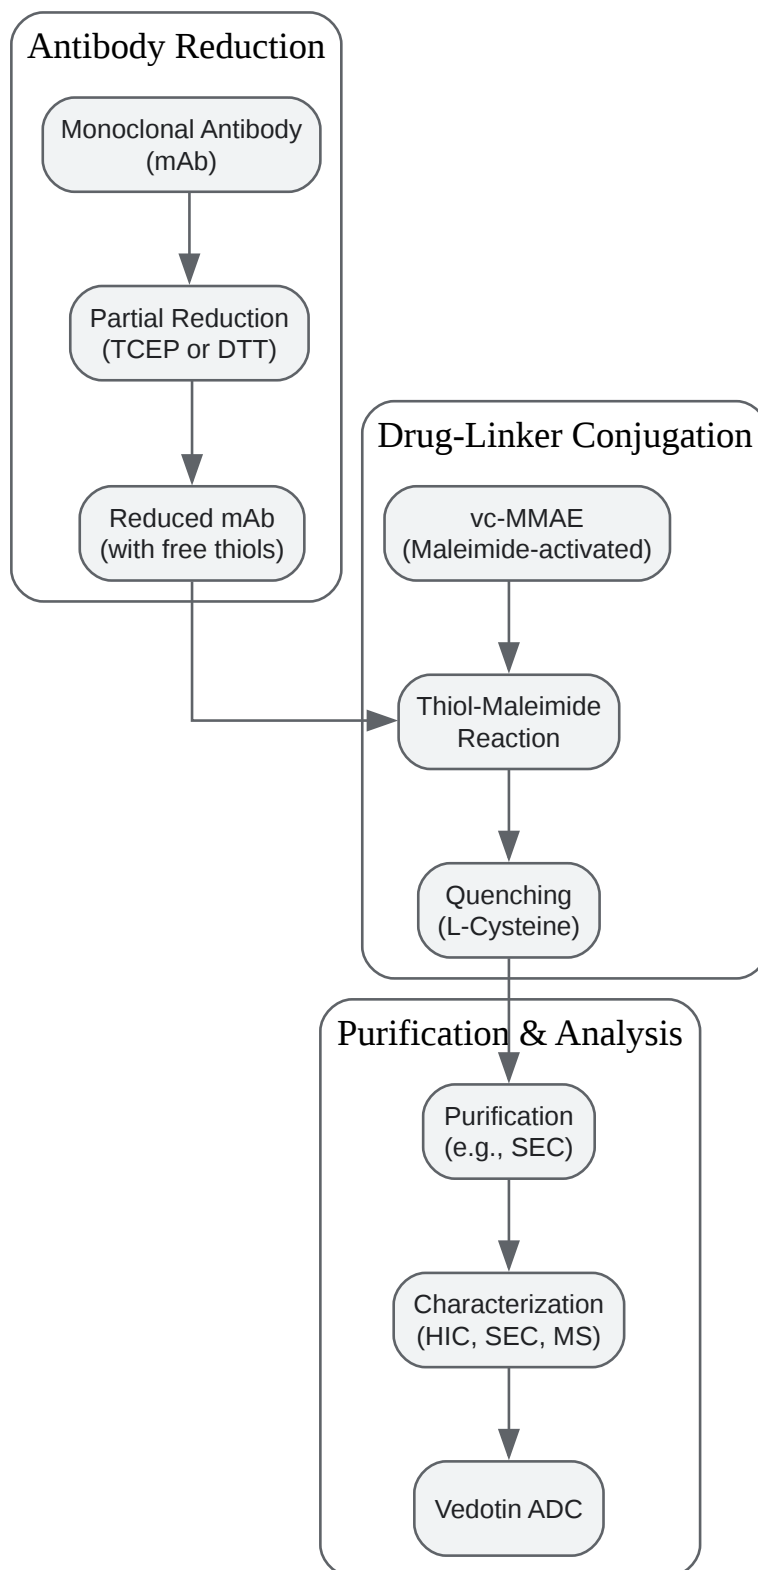 Antibody Reduction
Monoclonal Antibody
(mAb)
Partial Reduction
(TCEP or DTT)
Reduced mAb
(with free thiols)
Drug-Linker Conjugation
vc-MMAE
(Maleimide-activated)
Thiol-Maleimide
Reaction
Quenching
(L-Cysteine)
Purification & Analysis
Purification
(e.g., SEC)
Characterization
(HIC, SEC, MS)
Vedotin ADC